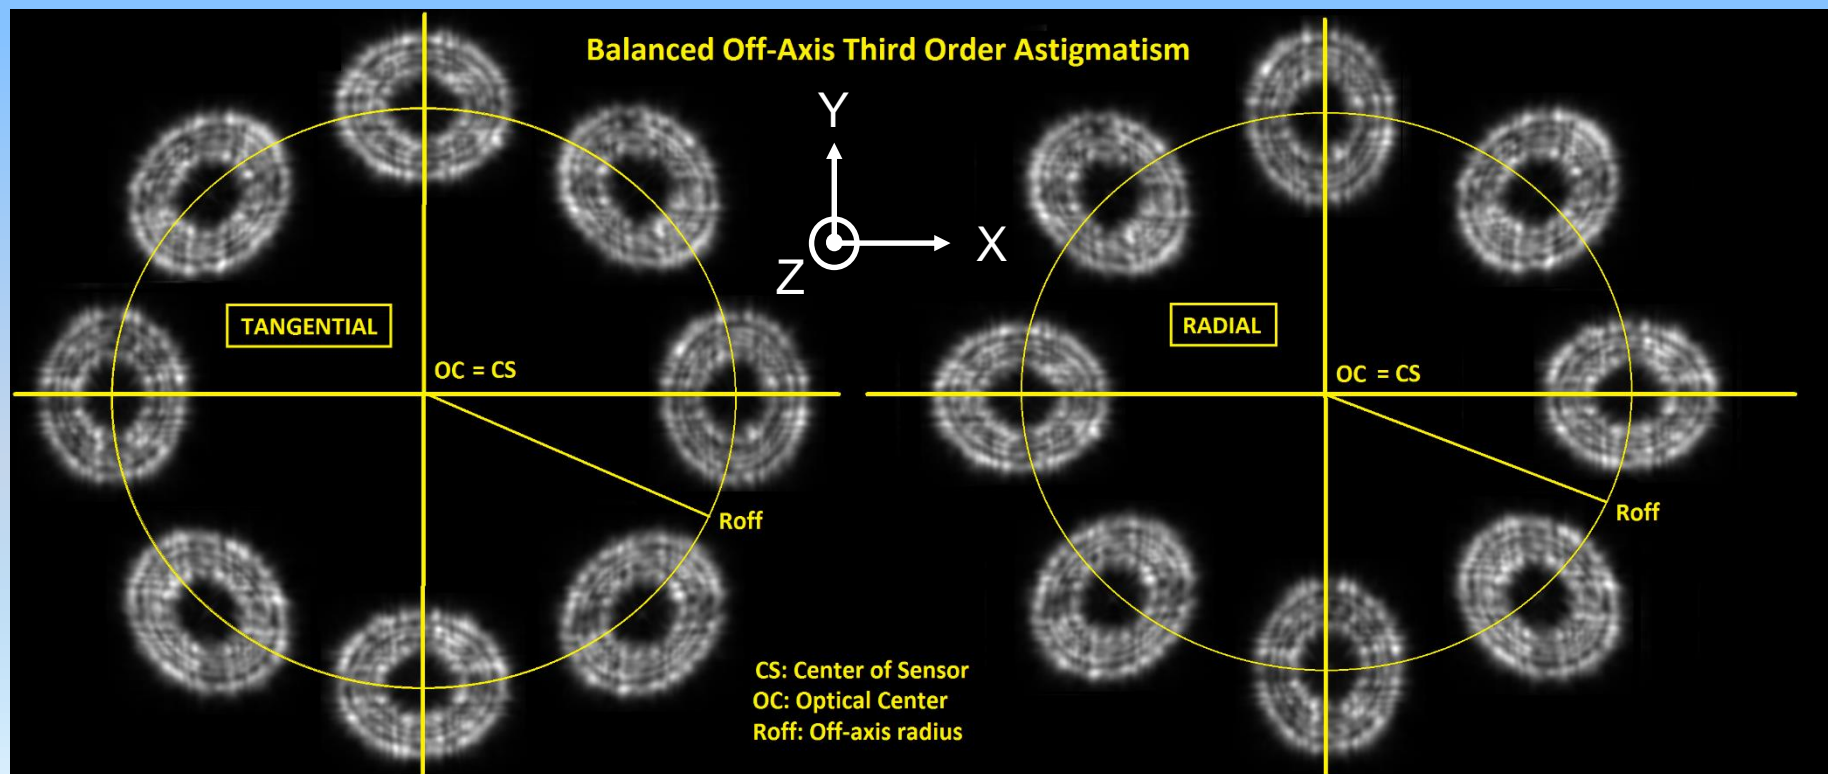 Balanced Off-Axis Third Order Astigmatism
Y
X
Z
TANGENTIAL
RADIAL
OC = CS
OC = CS
Roff
Roff
CS: Center of Sensor
OC: Optical Center
Roff: Off-axis radius